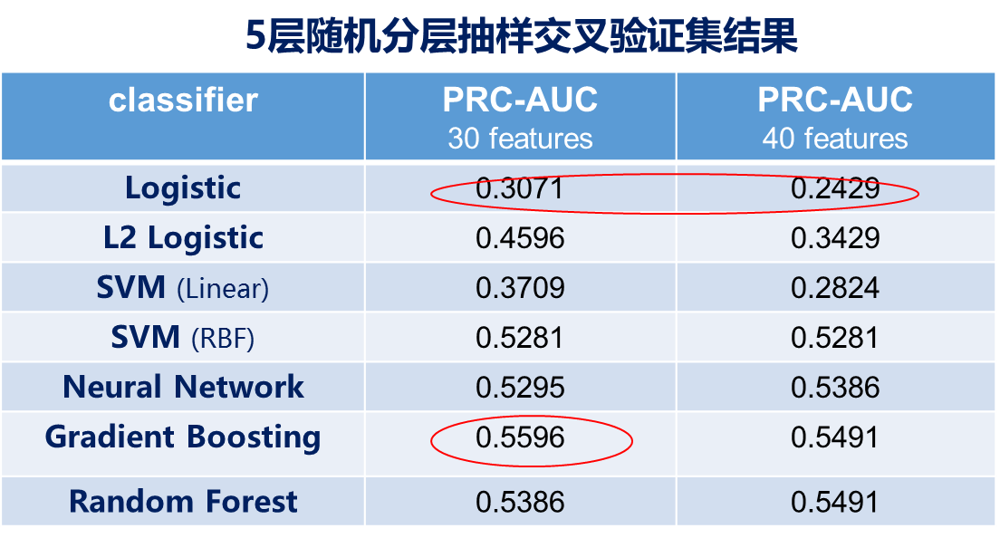 5层随机分层抽样交叉验证集结果
classifier PRC-AUC PRC-AUC
30 features 40 features
Logistic 0.3071 0.2429
L2 Logistic 0.4596 0.3429
SVM (Linear) 0.3709 0.2824
SVM (RBF) 0.5281 0.5281
Neural Network 0.5295 0.5386
Gradient Boosting 0.5596 0.5491
Random Forest 0.5386 0.5491